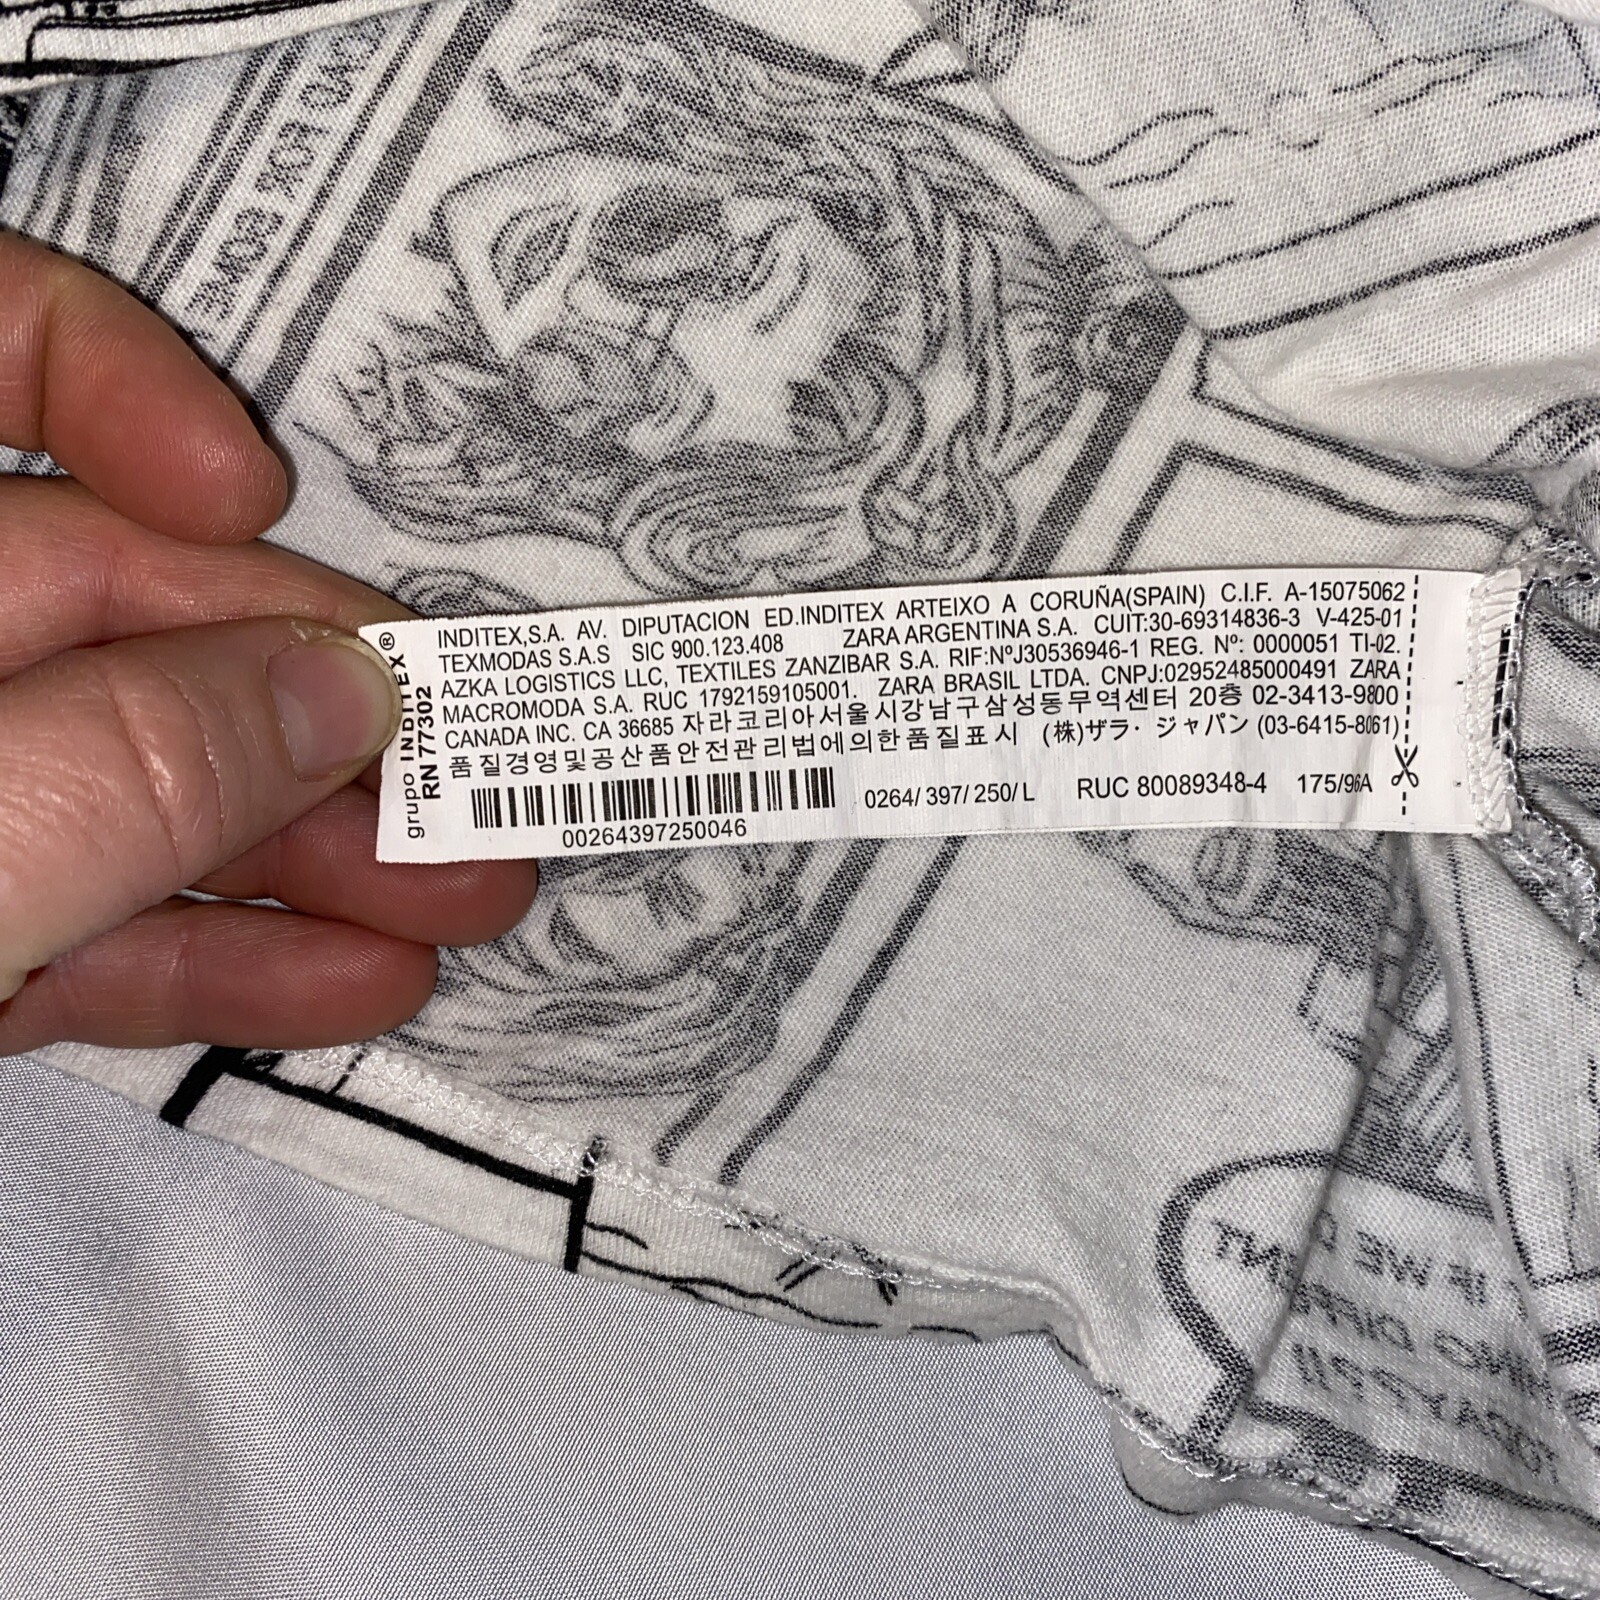 grupo INDITEX®
RN 77302
INDITEX,S.A. AV. DIPUTACION ED.INDITEX ARTEIXO A CORUÑA(SPAIN) C.I.F. A-15075062
TEXMODAS S.A.S SIC 900.123.408 ZARA ARGENTINA S.A. CUIT:30-69314836-3 V-425-01
AZKA LOGISTICS LLC, TEXTILES ZANZIBAR S.A. RIF:NºJ30536946-1 REG. Nº: 0000051 TI-02.
MACROMODA S.A. RUC 1792159105001. ZARA BRASIL LTDA. CNPJ:02952485000491 ZARA
CANADA INC. CA 36685 자라코리아서울시강남구삼성동무역센터 20층 02-3413-9800
품질경영및공산품안전관리법에의한품질표시 (株)ザラ・ジャパン (03-6415-8061)
00264397250046
0264/ 397/ 250/ L RUC 80089348-4 175/96A
IF WE